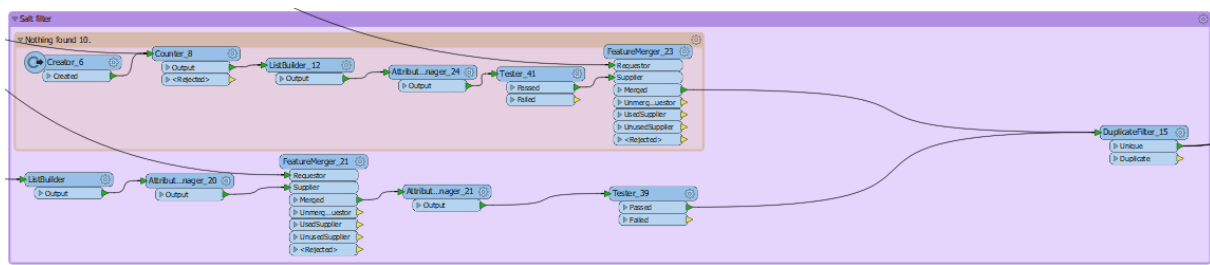 Salt filter
Nothing found 10.
Creator_6
Created
Counter_8
Output
<Rejected>
ListBuilder_12
Output
Attribut...nager_24
Output
Tester_41
Passed
Failed
FeatureMerger_23
Requestor
Supplier
Merged
Unmerg...uestor
UsedSupplier
UnusedSupplier
<Rejected>
DuplicateFilter_15
Unique
Duplicate
ListBuilder
Output
Attribut...nager_20
Output
FeatureMerger_21
Requestor
Supplier
Merged
Unmerg...uestor
UsedSupplier
UnusedSupplier
<Rejected>
Attribut...nager_21
Output
Tester_39
Passed
Failed